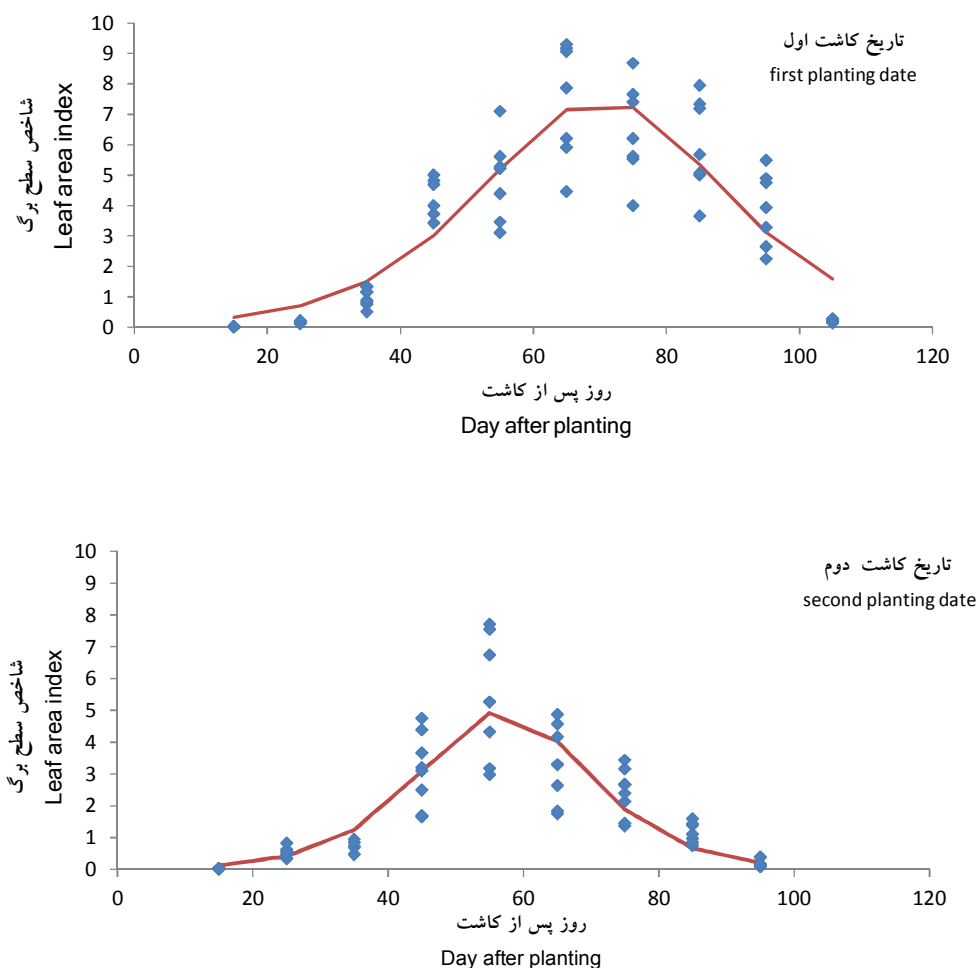 تاریخ کاشت اول
first planting date
شاخص سطح برگ
Leaf area index
10
9
8
7
6
5
4
3
2
1
0
0 20 40 60 80 100 120
روز پس از کاشت
Day after planting
تاریخ کاشت دوم
second planting date
شاخص سطح برگ
Leaf area index
10
9
8
7
6
5
4
3
2
1
0
0 20 40 60 80 100 120
روز پس از کاشت
Day after planting